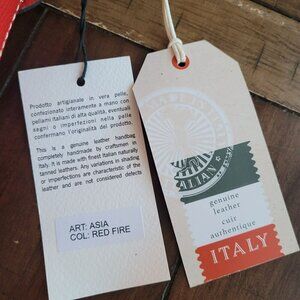 Prodotto artigianale in vera pelle,
confezionato interamente a mano con
pellami italiani di alta qualità, eventuali
segni o imperfezioni nella pelle
confermano l'originalità del prodotto.
This is a genuine leather handbag
completely handmade by craftsmen in
Italy. It is made with finest Italian naturally
tanned leathers. Any variations in shading
or imperfections are characteristic of the
leather and are not considered defects
ART: ASIA
COL: RED FIRE
ITALIAN
genuine
leather
cuir
authentique
ITALY